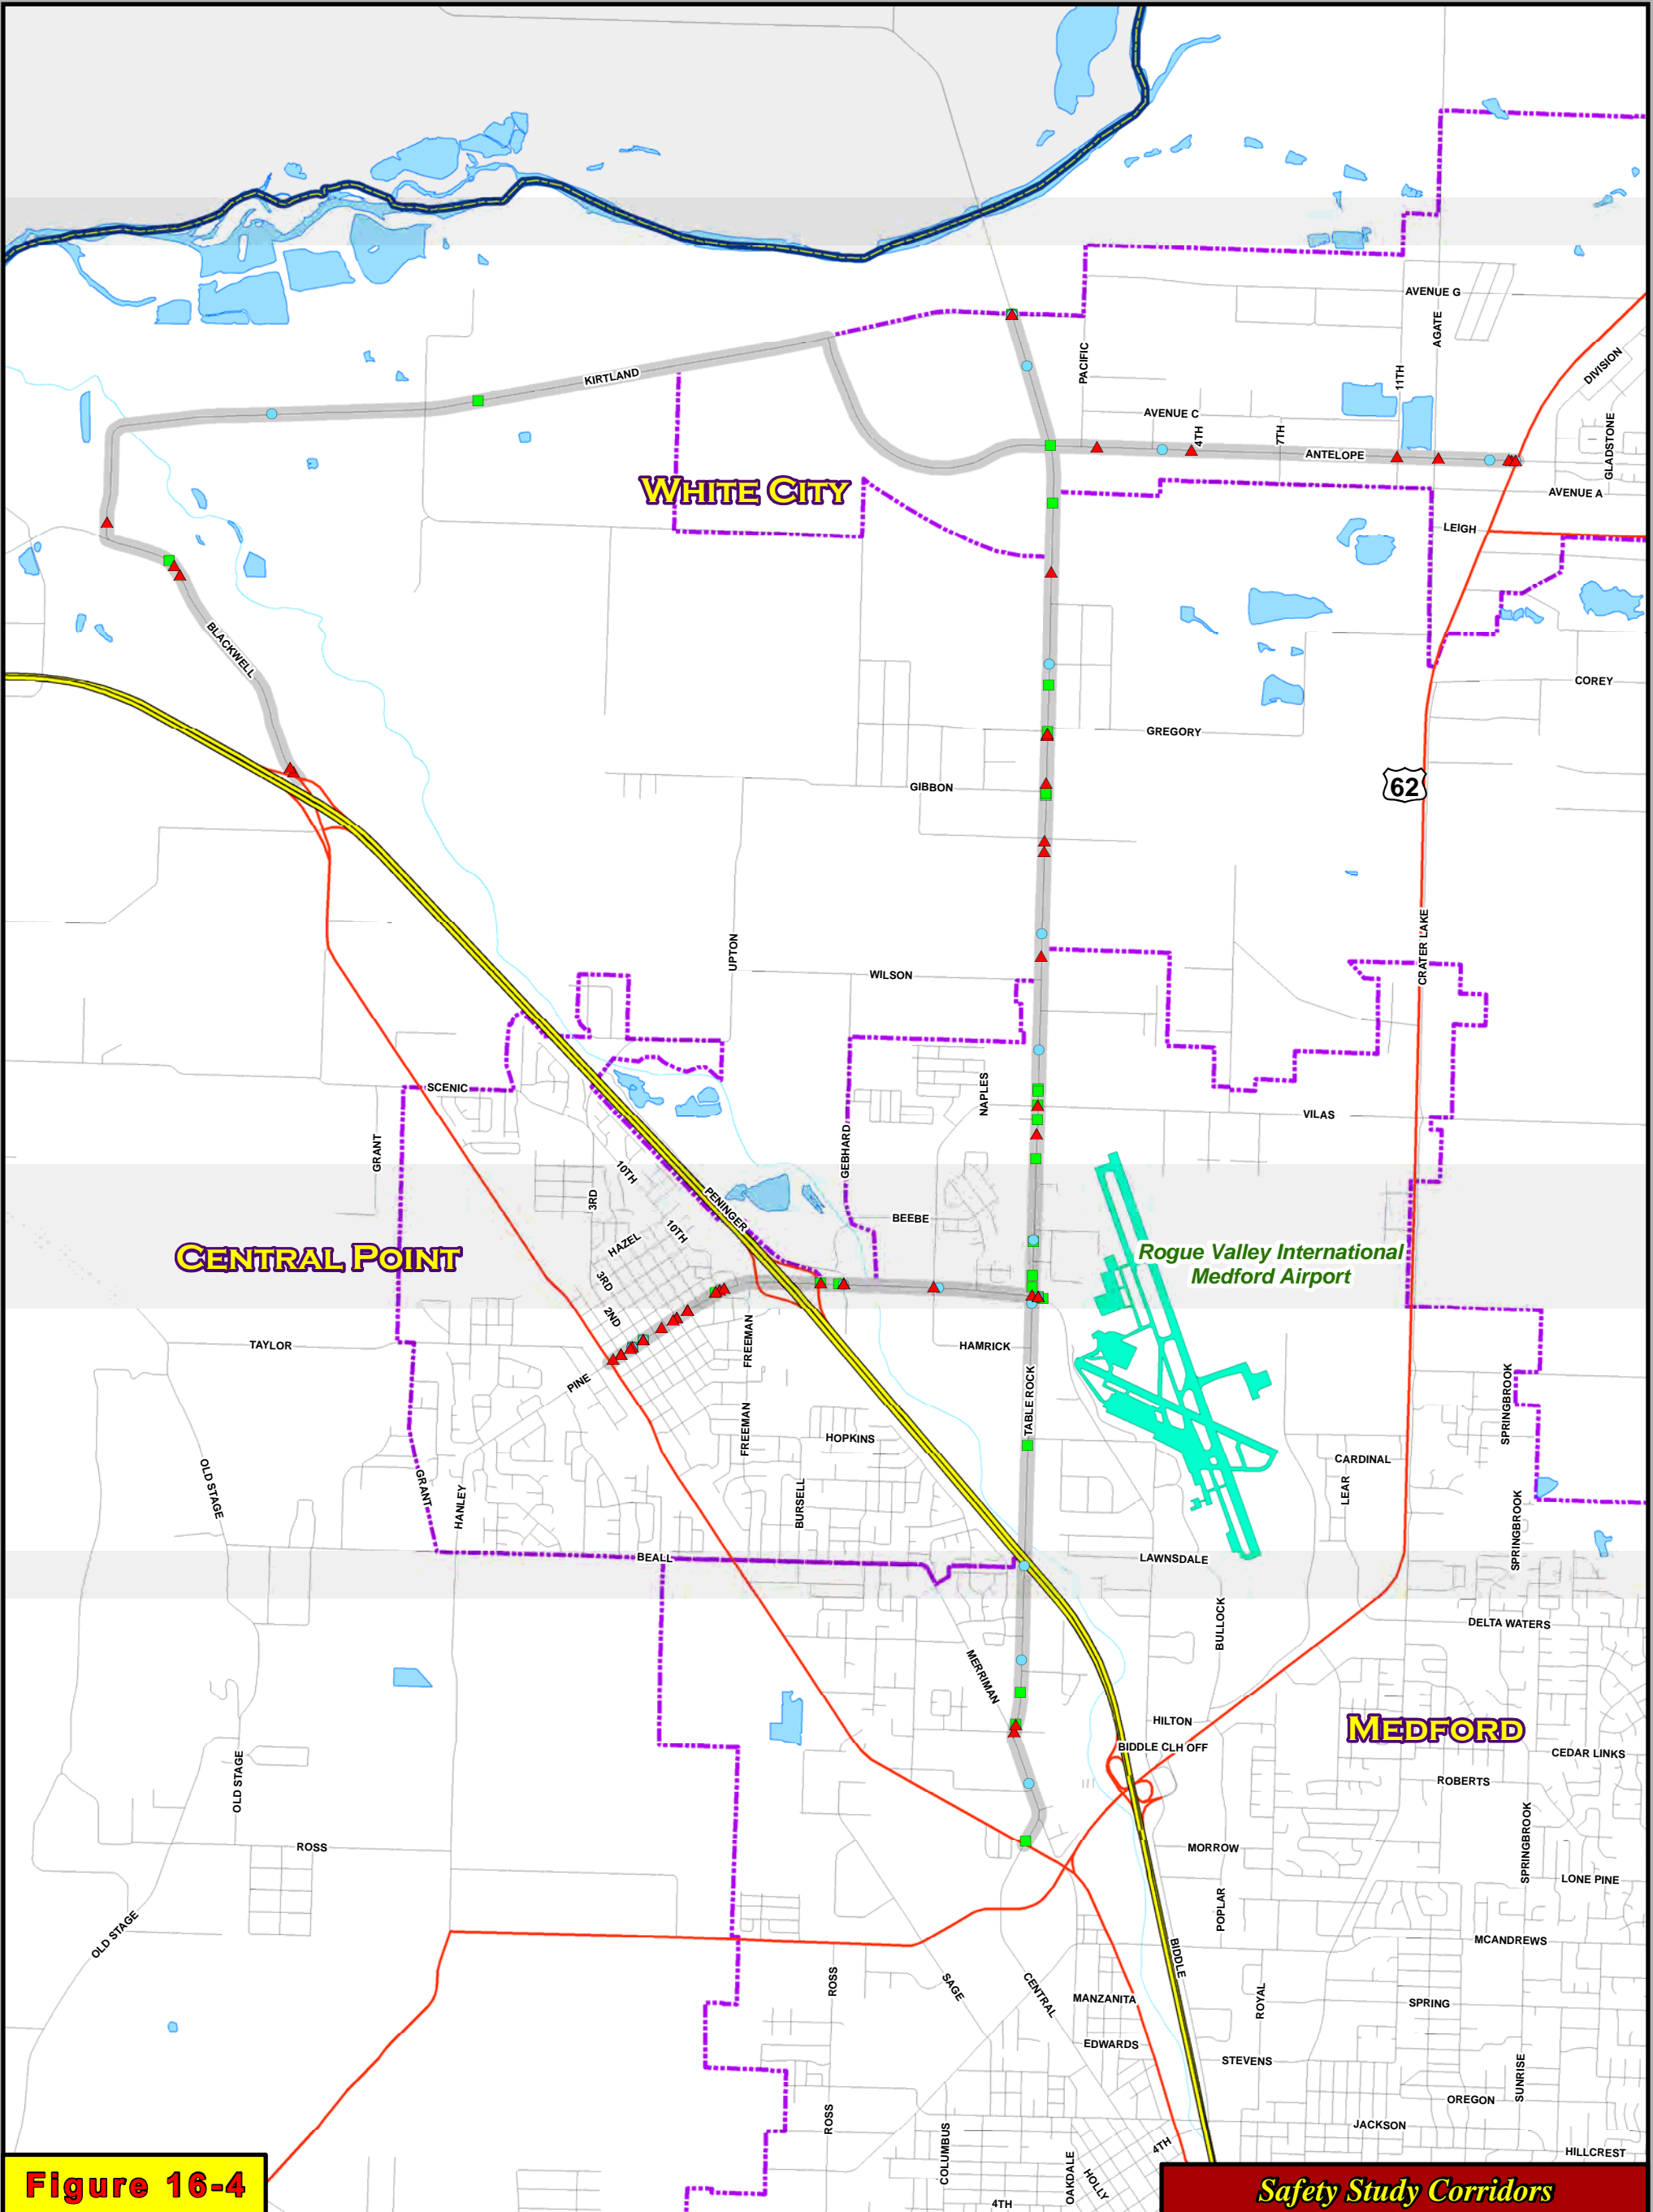 AVENUE G
AGATE
DIVISION
PACIFIC
11TH
KIRTLAND
AVENUE C
4TH
7TH
GLADSTONE
ANTELOPE
WHITE CITY
AVENUE A
LEIGH
BLACKWELL
COREY
GREGORY
GIBBON
62
CRATER LAKE
UPTON
WILSON
SCENIC
NAPLES
VILAS
GRANT
GEBHARD
10TH
3RD
PENINGER
BEEBE
10TH
HAZEL
CENTRAL POINT
Rogue Valley International
Medford Airport
3RD
2ND
FREEMAN
HAMRICK
TAYLOR
PINE
TABLE ROCK
SPRINGBROOK
FREEMAN
HOPKINS
CARDINAL
OLD STAGE
GRANT
HANLEY
BURSELL
LEAR
SPRINGBROOK
BEALL
LAWNSDALE
BULLOCK
DELTA WATERS
MERRIMAN
HILTON
MEDFORD
BIDDLE CLH OFF
CEDAR LINKS
OLD STAGE
ROBERTS
SPRINGBROOK
ROSS
MORROW
LONE PINE
POPLAR
OLD STAGE
MCANDREWS
BIDDLE
ROSS
SAGE
CENTRAL
MANZANITA
ROYAL
SPRING
EDWARDS
STEVENS
SUNRISE
OREGON
ROSS
JACKSON
COLUMBUS
OAKDALE
4TH
HILLCREST
HOLLY
4TH
Figure 16-4
Safety Study Corridors